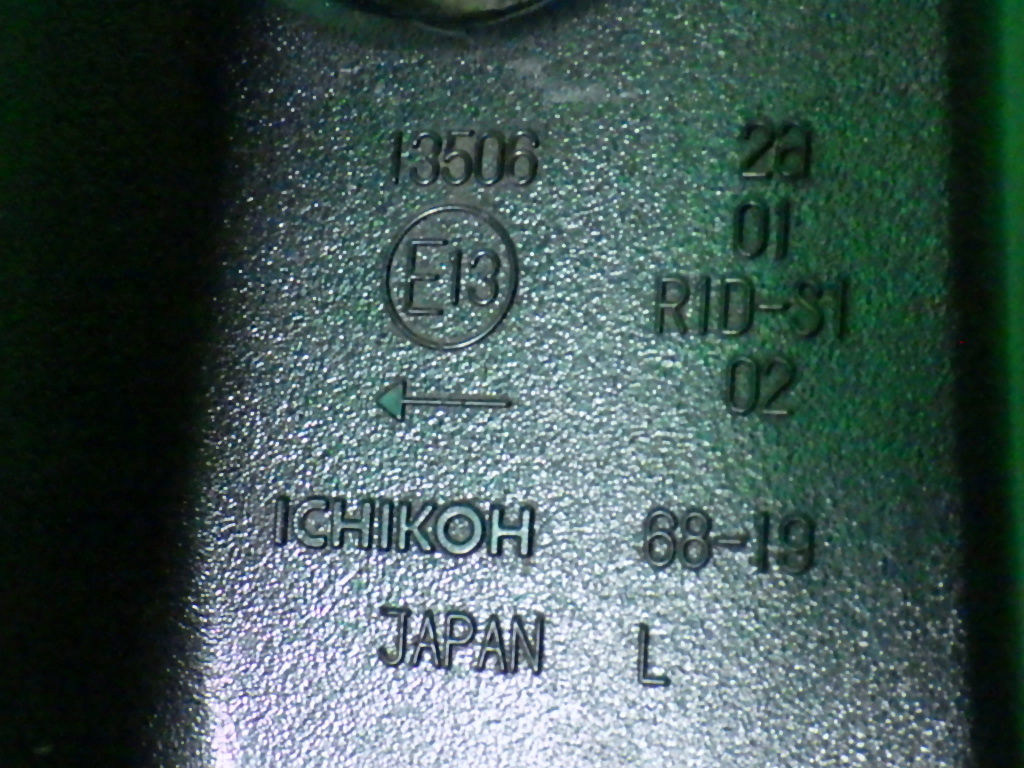 13506 2a
E13 01
RID-S1
02
ICHIKOH 68-19
JAPAN L